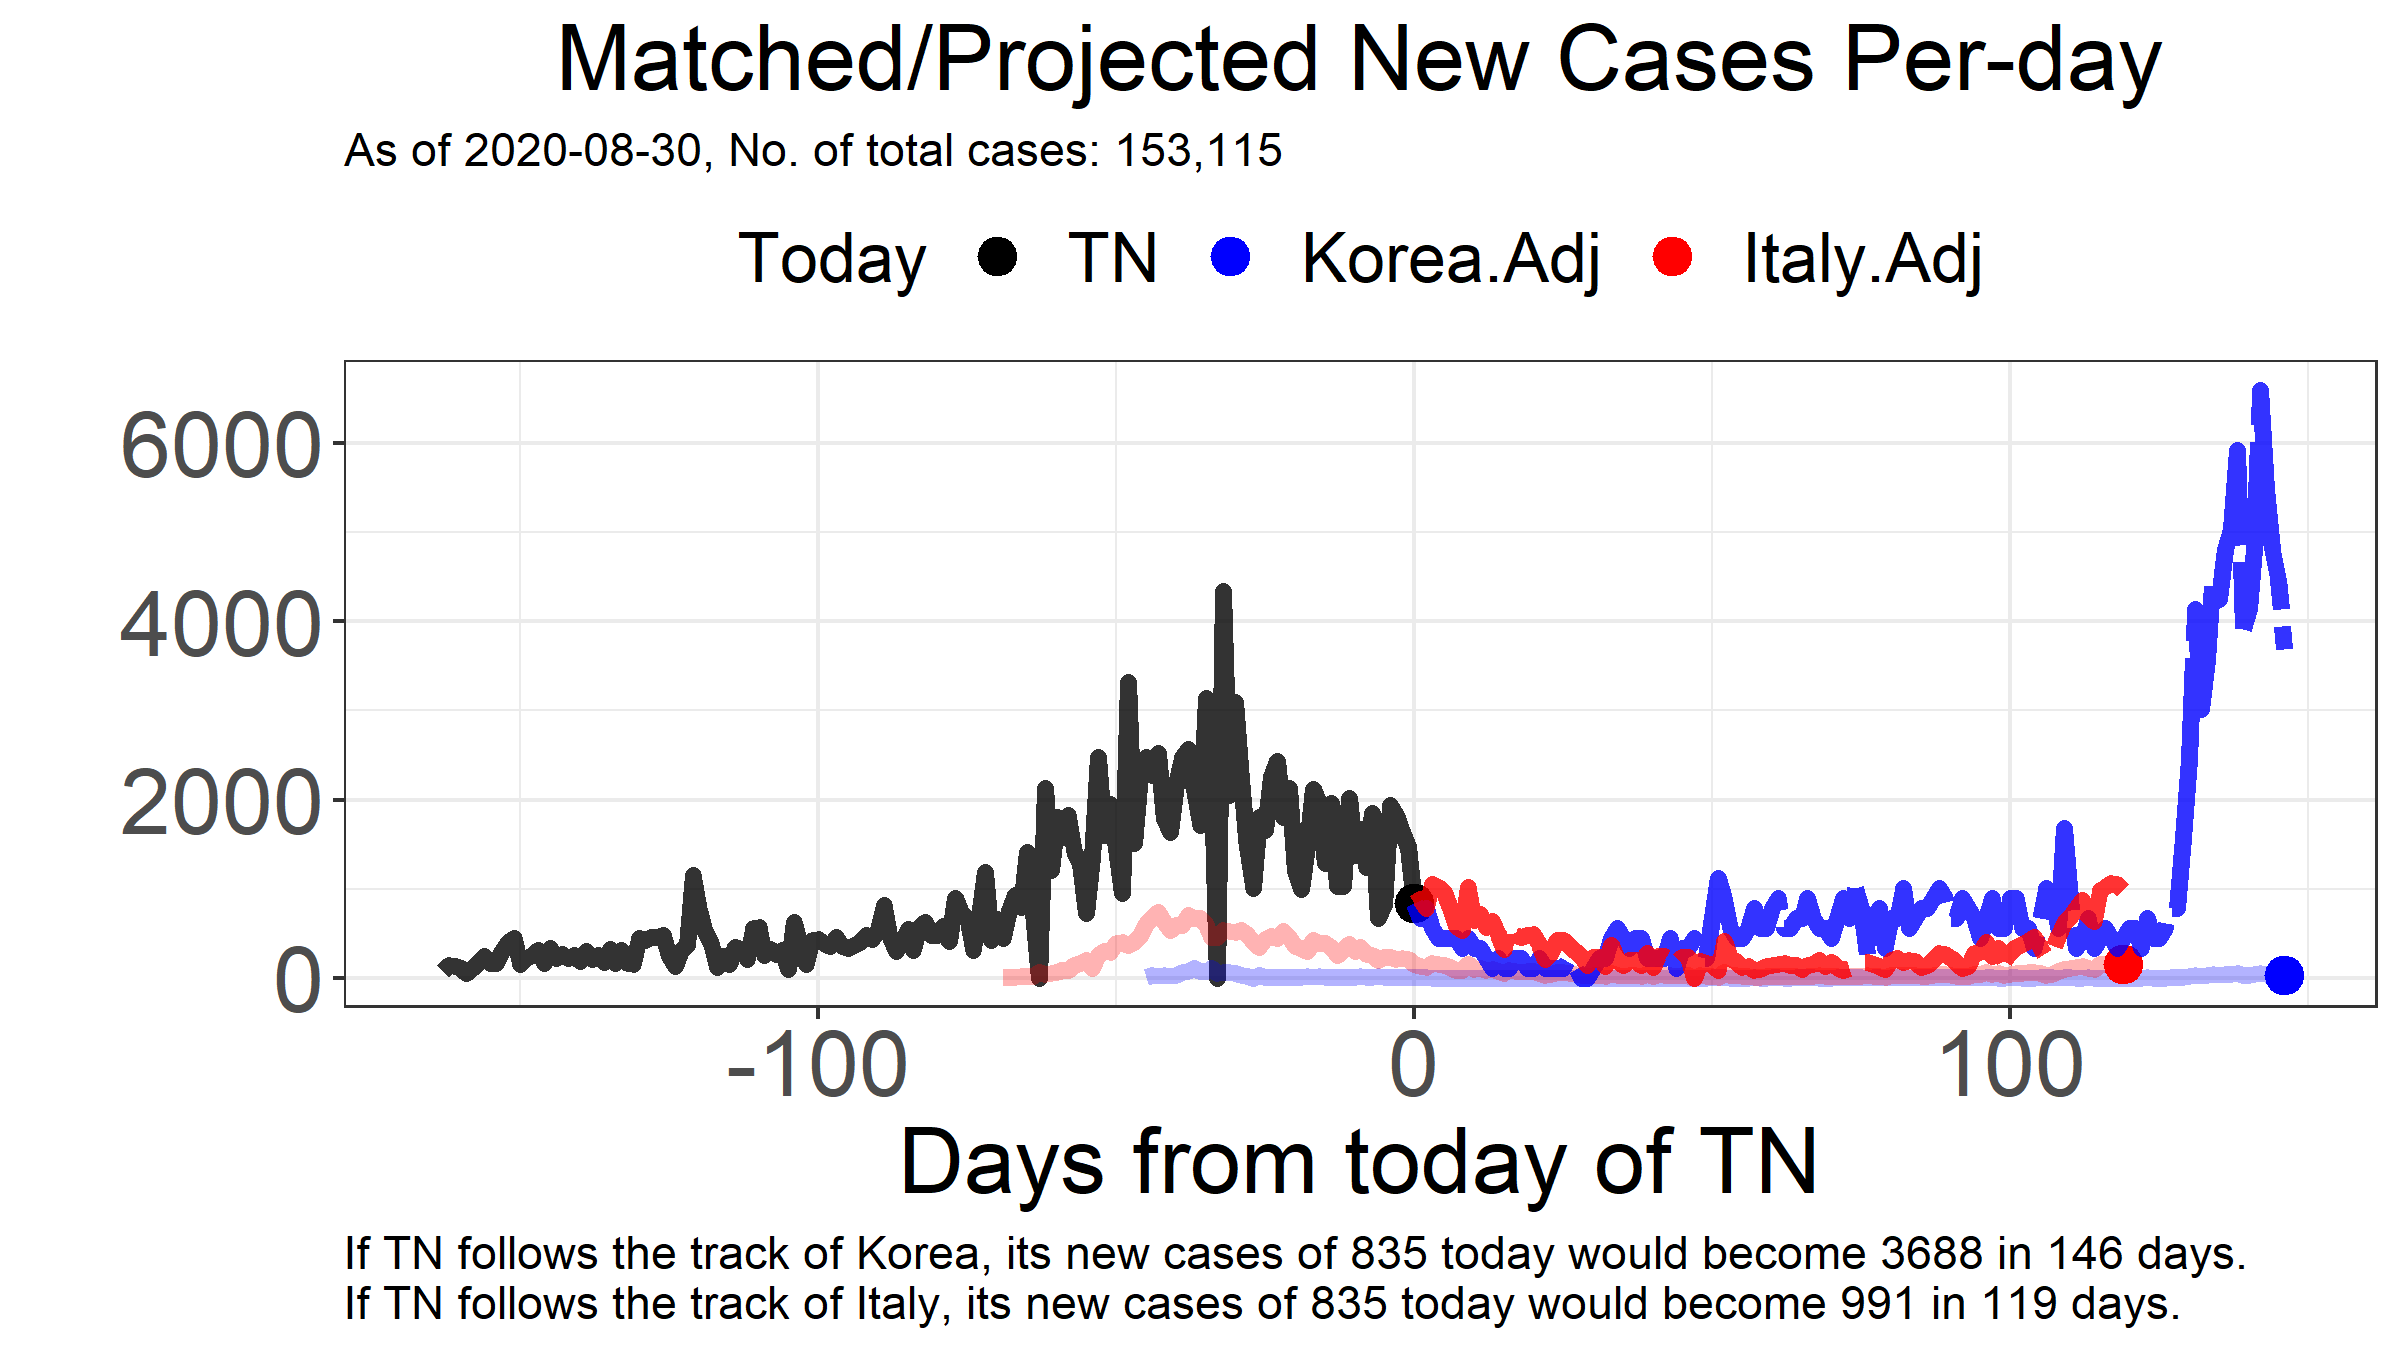 Matched/Projected New Cases Per-day
As of 2020-08-30, No. of total cases: 153,115
Today TN Korea.Adj Italy.Adj
6000
4000
2000
0
-100 0 100
Days from today of TN
If TN follows the track of Korea, its new cases of 835 today would become 3688 in 146 days.
If TN follows the track of Italy, its new cases of 835 today would become 991 in 119 days.